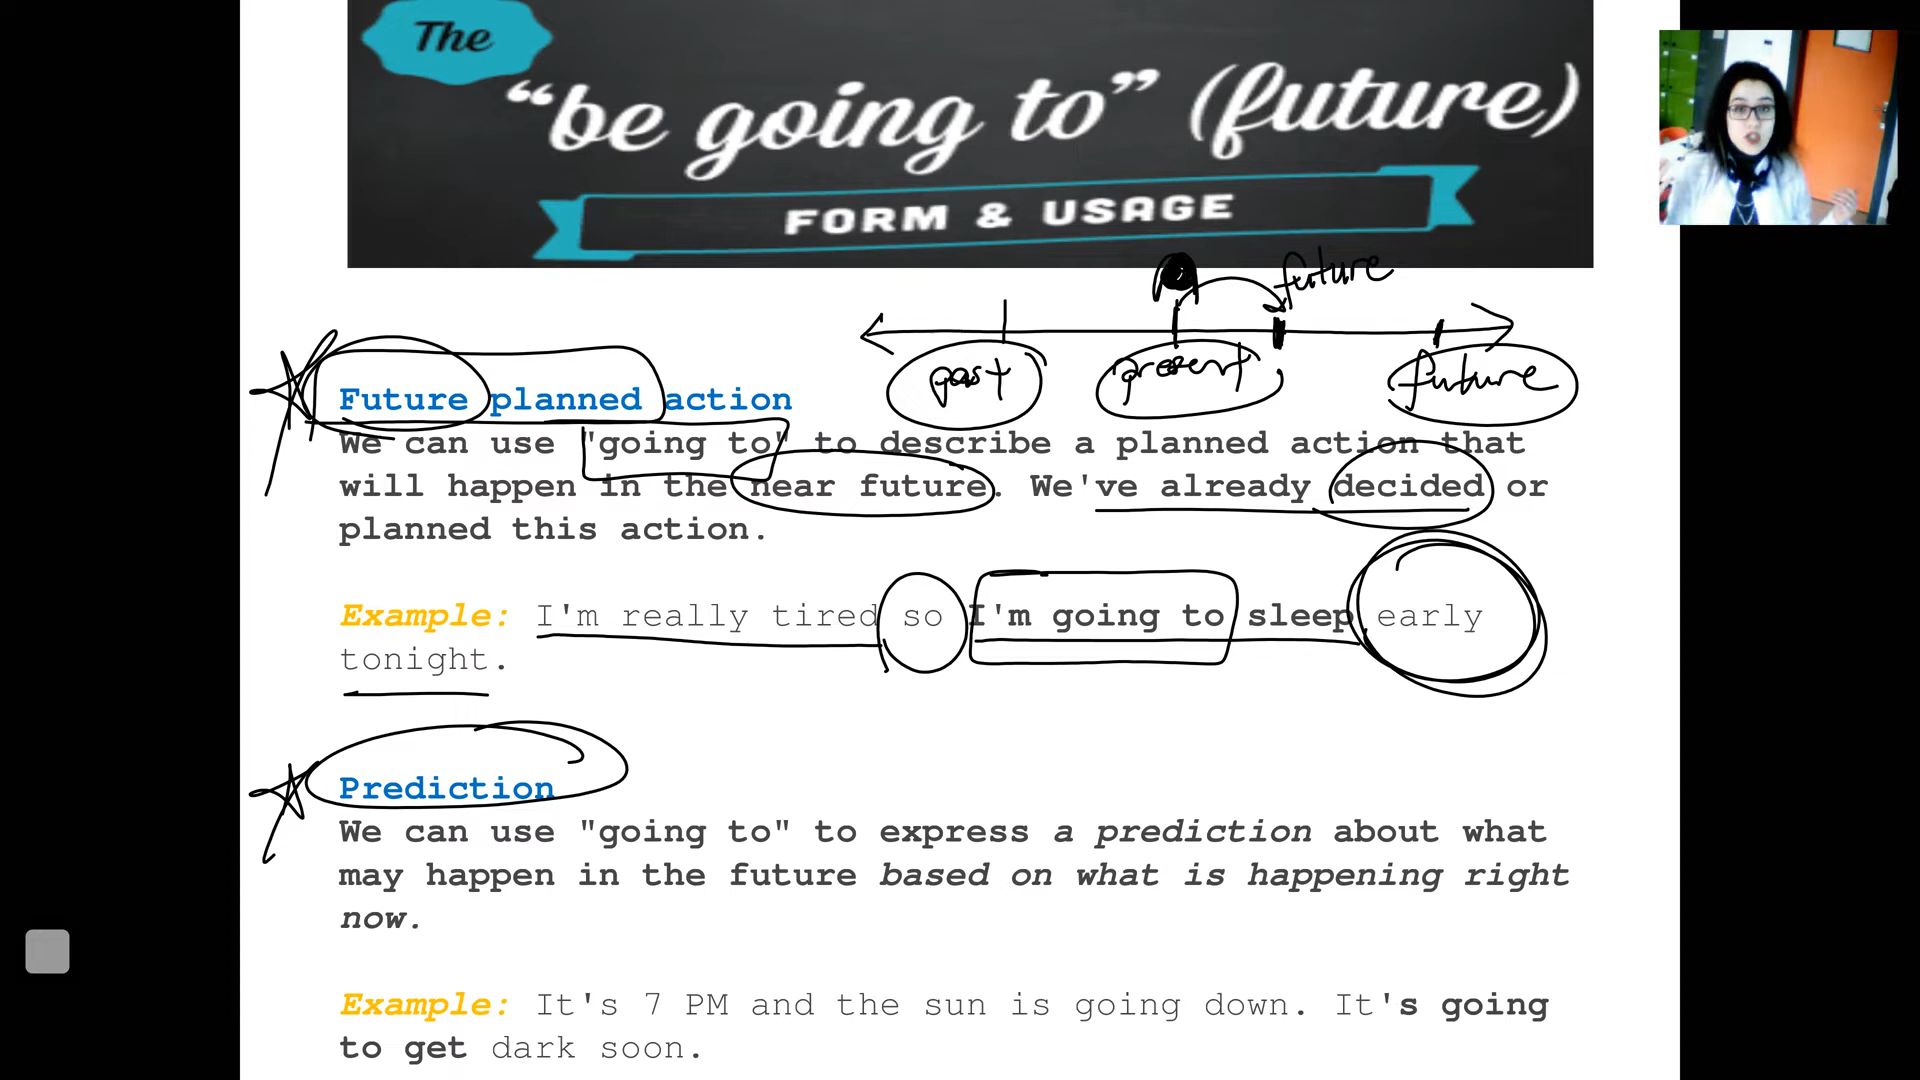 The
“be going to” (future)
FORM & USAGE
future
past present future
Future planned action
We can use "going to" to describe a planned action that
will happen in the near future. We've already decided or
planned this action.
Example: I'm really tired so I'm going to sleep early
tonight.
Prediction
We can use "going to" to express a prediction about what
may happen in the future based on what is happening right
now.
Example: It's 7 PM and the sun is going down. It's going
to get dark soon.